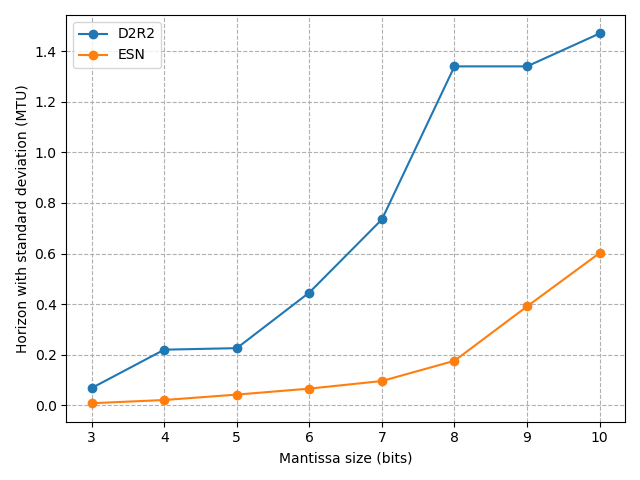 D2R2
ESN
Horizon with standard deviation (MTU)
1.4
1.2
1.0
0.8
0.6
0.4
0.2
0.0
3 4 5 6 7 8 9 10
Mantissa size (bits)